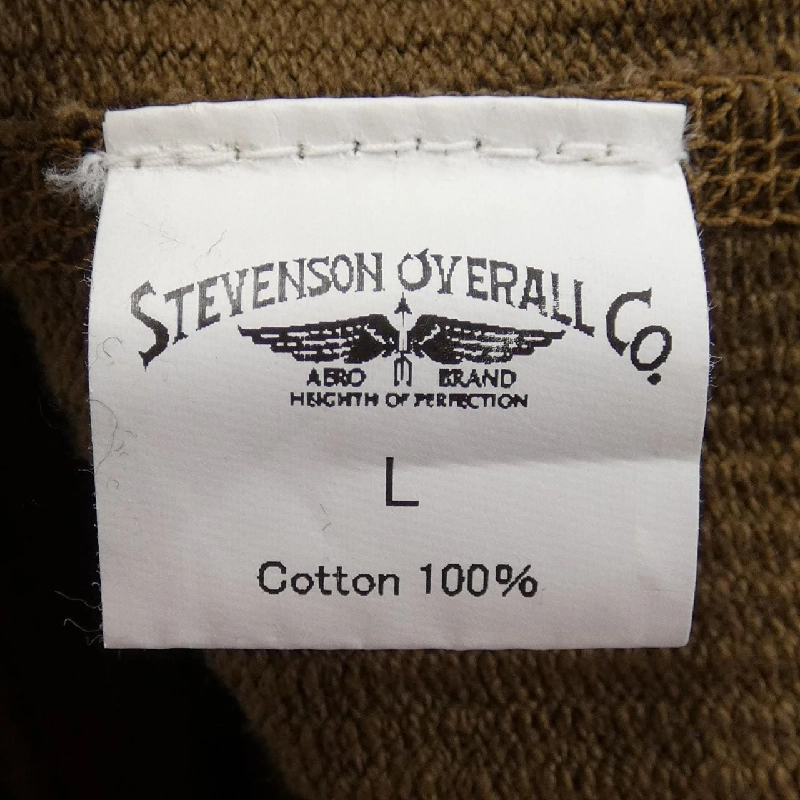 STEVENSON OVERALL CO.
AERO BRAND
HEIGHTH OF PERFECTION
L
Cotton 100%